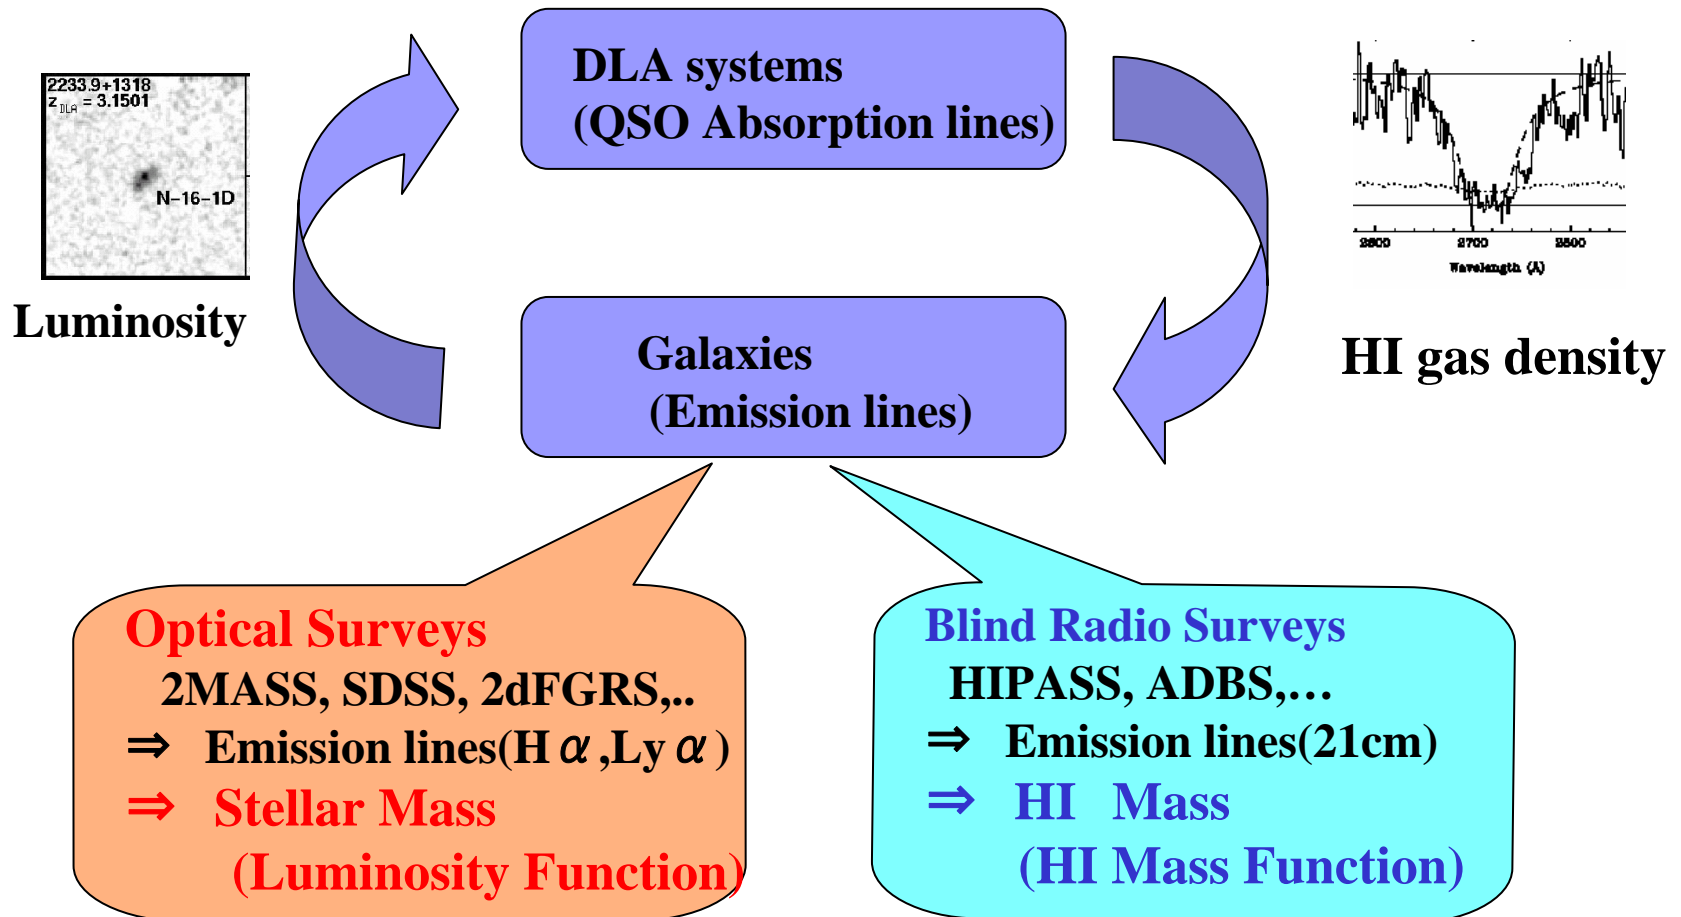 DLA systems
(QSO Absorption lines)
2233.9+1318
z DLA = 3.1501
N-16-1D
Luminosity
2600 2700 2800
Wavelength (Å)
HI gas density
Galaxies
(Emission lines)
Optical Surveys
2MASS, SDSS, 2dFGRS,..
⇒ Emission lines(Hα,Lyα)
⇒ Stellar Mass
(Luminosity Function)
Blind Radio Surveys
HIPASS, ADBS,…
⇒ Emission lines(21cm)
⇒ HI Mass
(HI Mass Function)